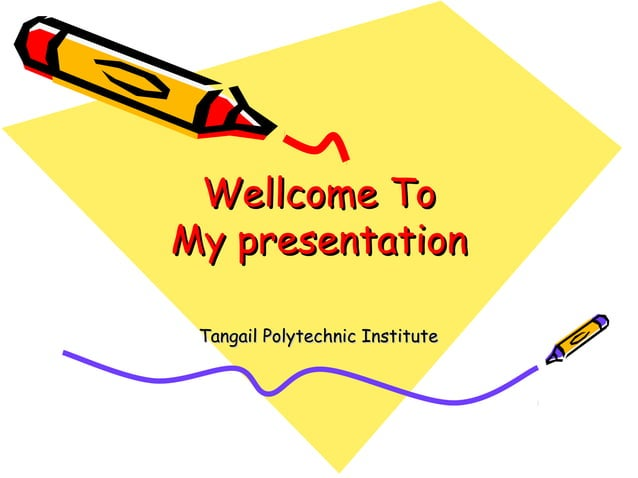 Wellcome To
My presentation
Tangail Polytechnic Institute